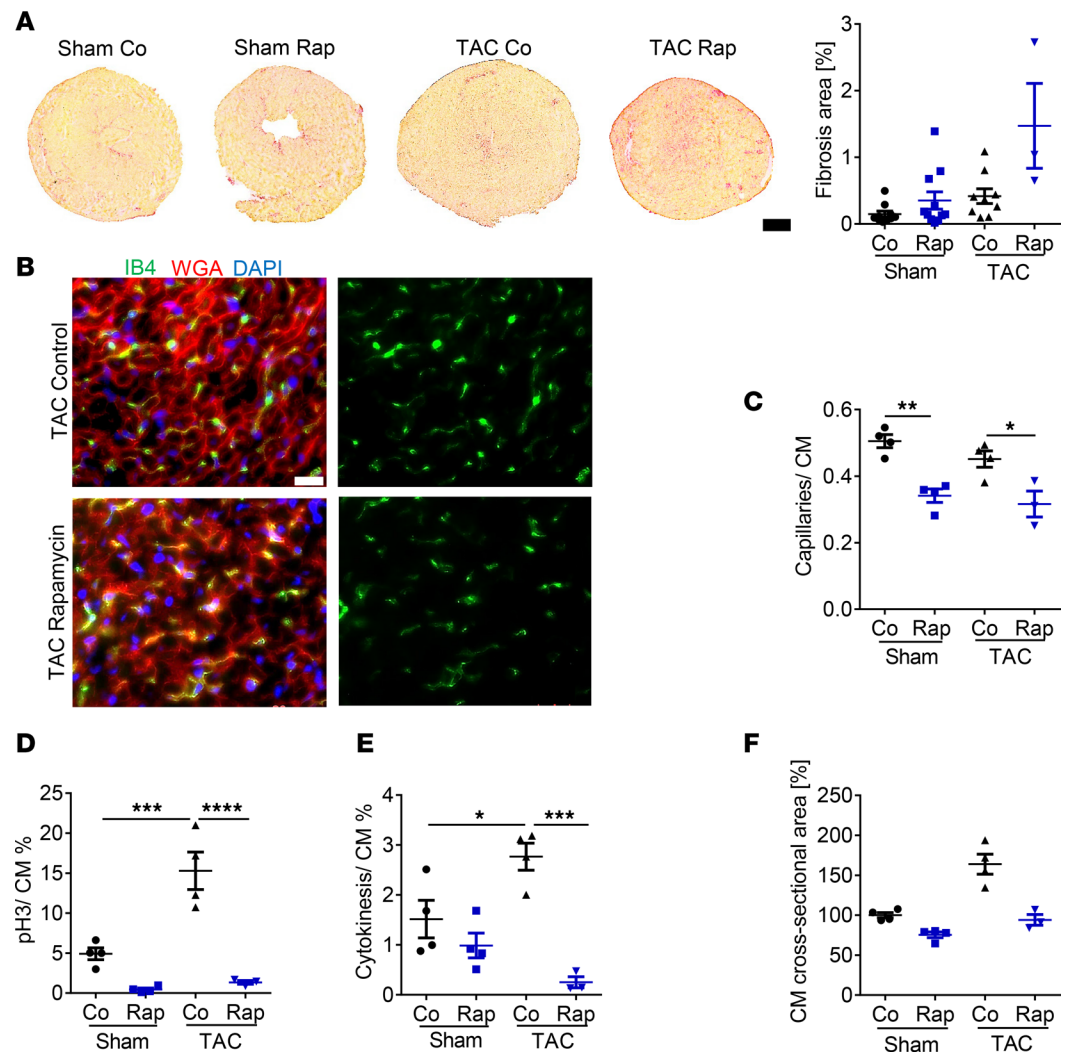 A
Sham Co
Sham Rap
TAC Co
TAC Rap
Fibrosis area [%]
3
2
1
0
Co Rap Co Rap
Sham TAC
B
IB4 WGA DAPI
TAC Control
TAC Rapamycin
C
Capillaries/ CM
0.6
0.4
0.2
0.0
** *
Co Rap Co Rap
Sham TAC
D
pH3/ CM %
25
20
15
10
5
0
*** ****
Co Rap Co Rap
Sham TAC
E
Cytokinesis/ CM %
4
3
2
1
0
* ***
Co Rap Co Rap
Sham TAC
F
CM cross-sectional area [%]
250
200
150
100
50
0
Co Rap Co Rap
Sham TAC